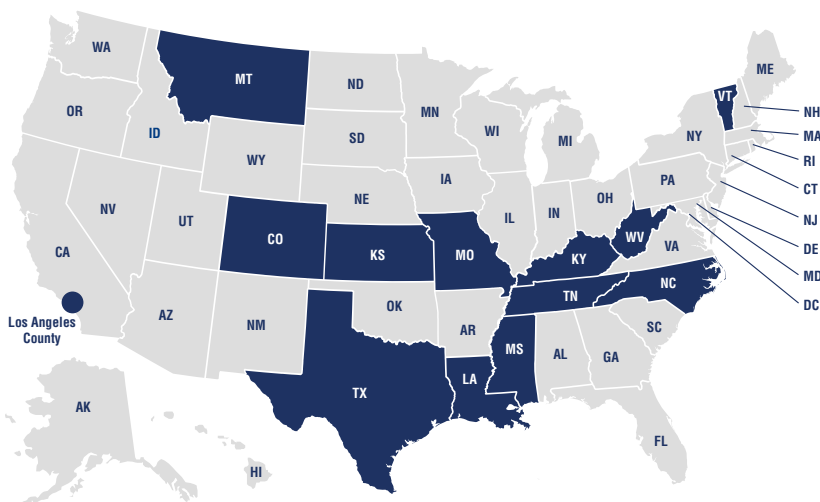 WA
MT
ND
MN
ME
VT
NH
OR
ID
SD
WI
MI
NY
MA
RI
WY
CT
NE
IA
PA
NJ
NV
UT
CO
KS
MO
IL
IN
OH
WV
VA
DE
MD
DC
CA
KY
NC
Los Angeles
County
AZ
NM
OK
TN
AR
SC
MS
AL
GA
TX
LA
AK
HI
FL